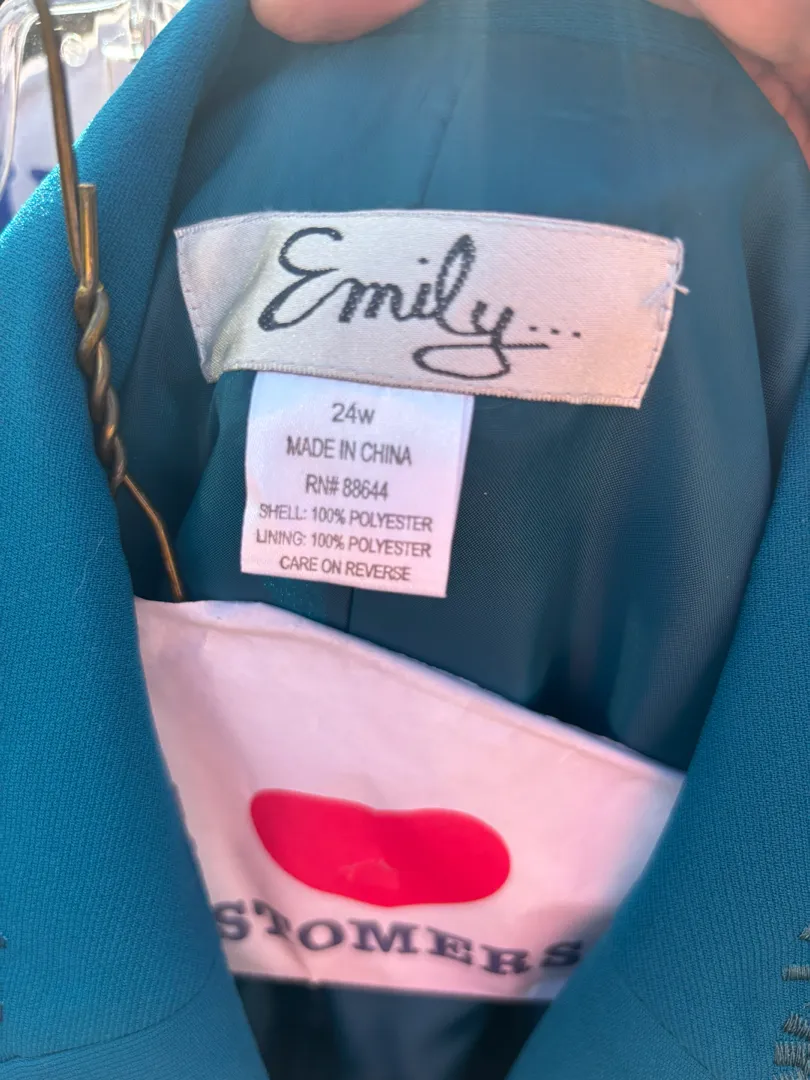 Emily...
24w
MADE IN CHINA
RN# 88644
SHELL: 100% POLYESTER
LINING: 100% POLYESTER
CARE ON REVERSE
STOMERS